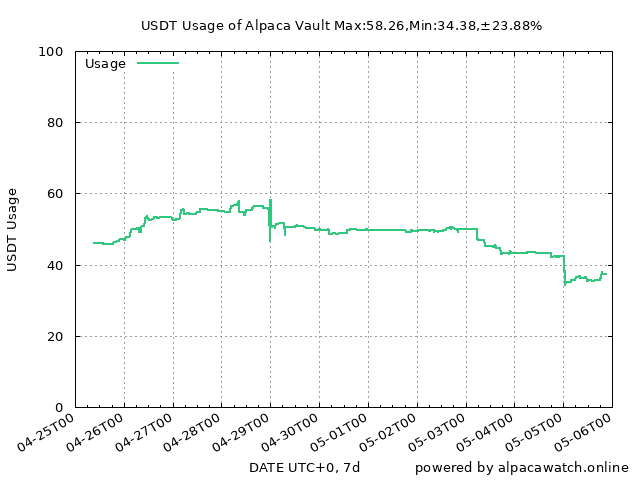 USDT Usage of Alpaca Vault Max:58.26,Min:34.38,±23.88%
100
Usage
80
60
USDT Usage
40
20
0
04-25T00 04-26T00 04-27T00 04-28T00 04-29T00 04-30T00 05-01T00 05-02T00 05-03T00 05-04T00 05-05T00 05-06T00
DATE UTC+0, 7d powered by alpacawatch.online